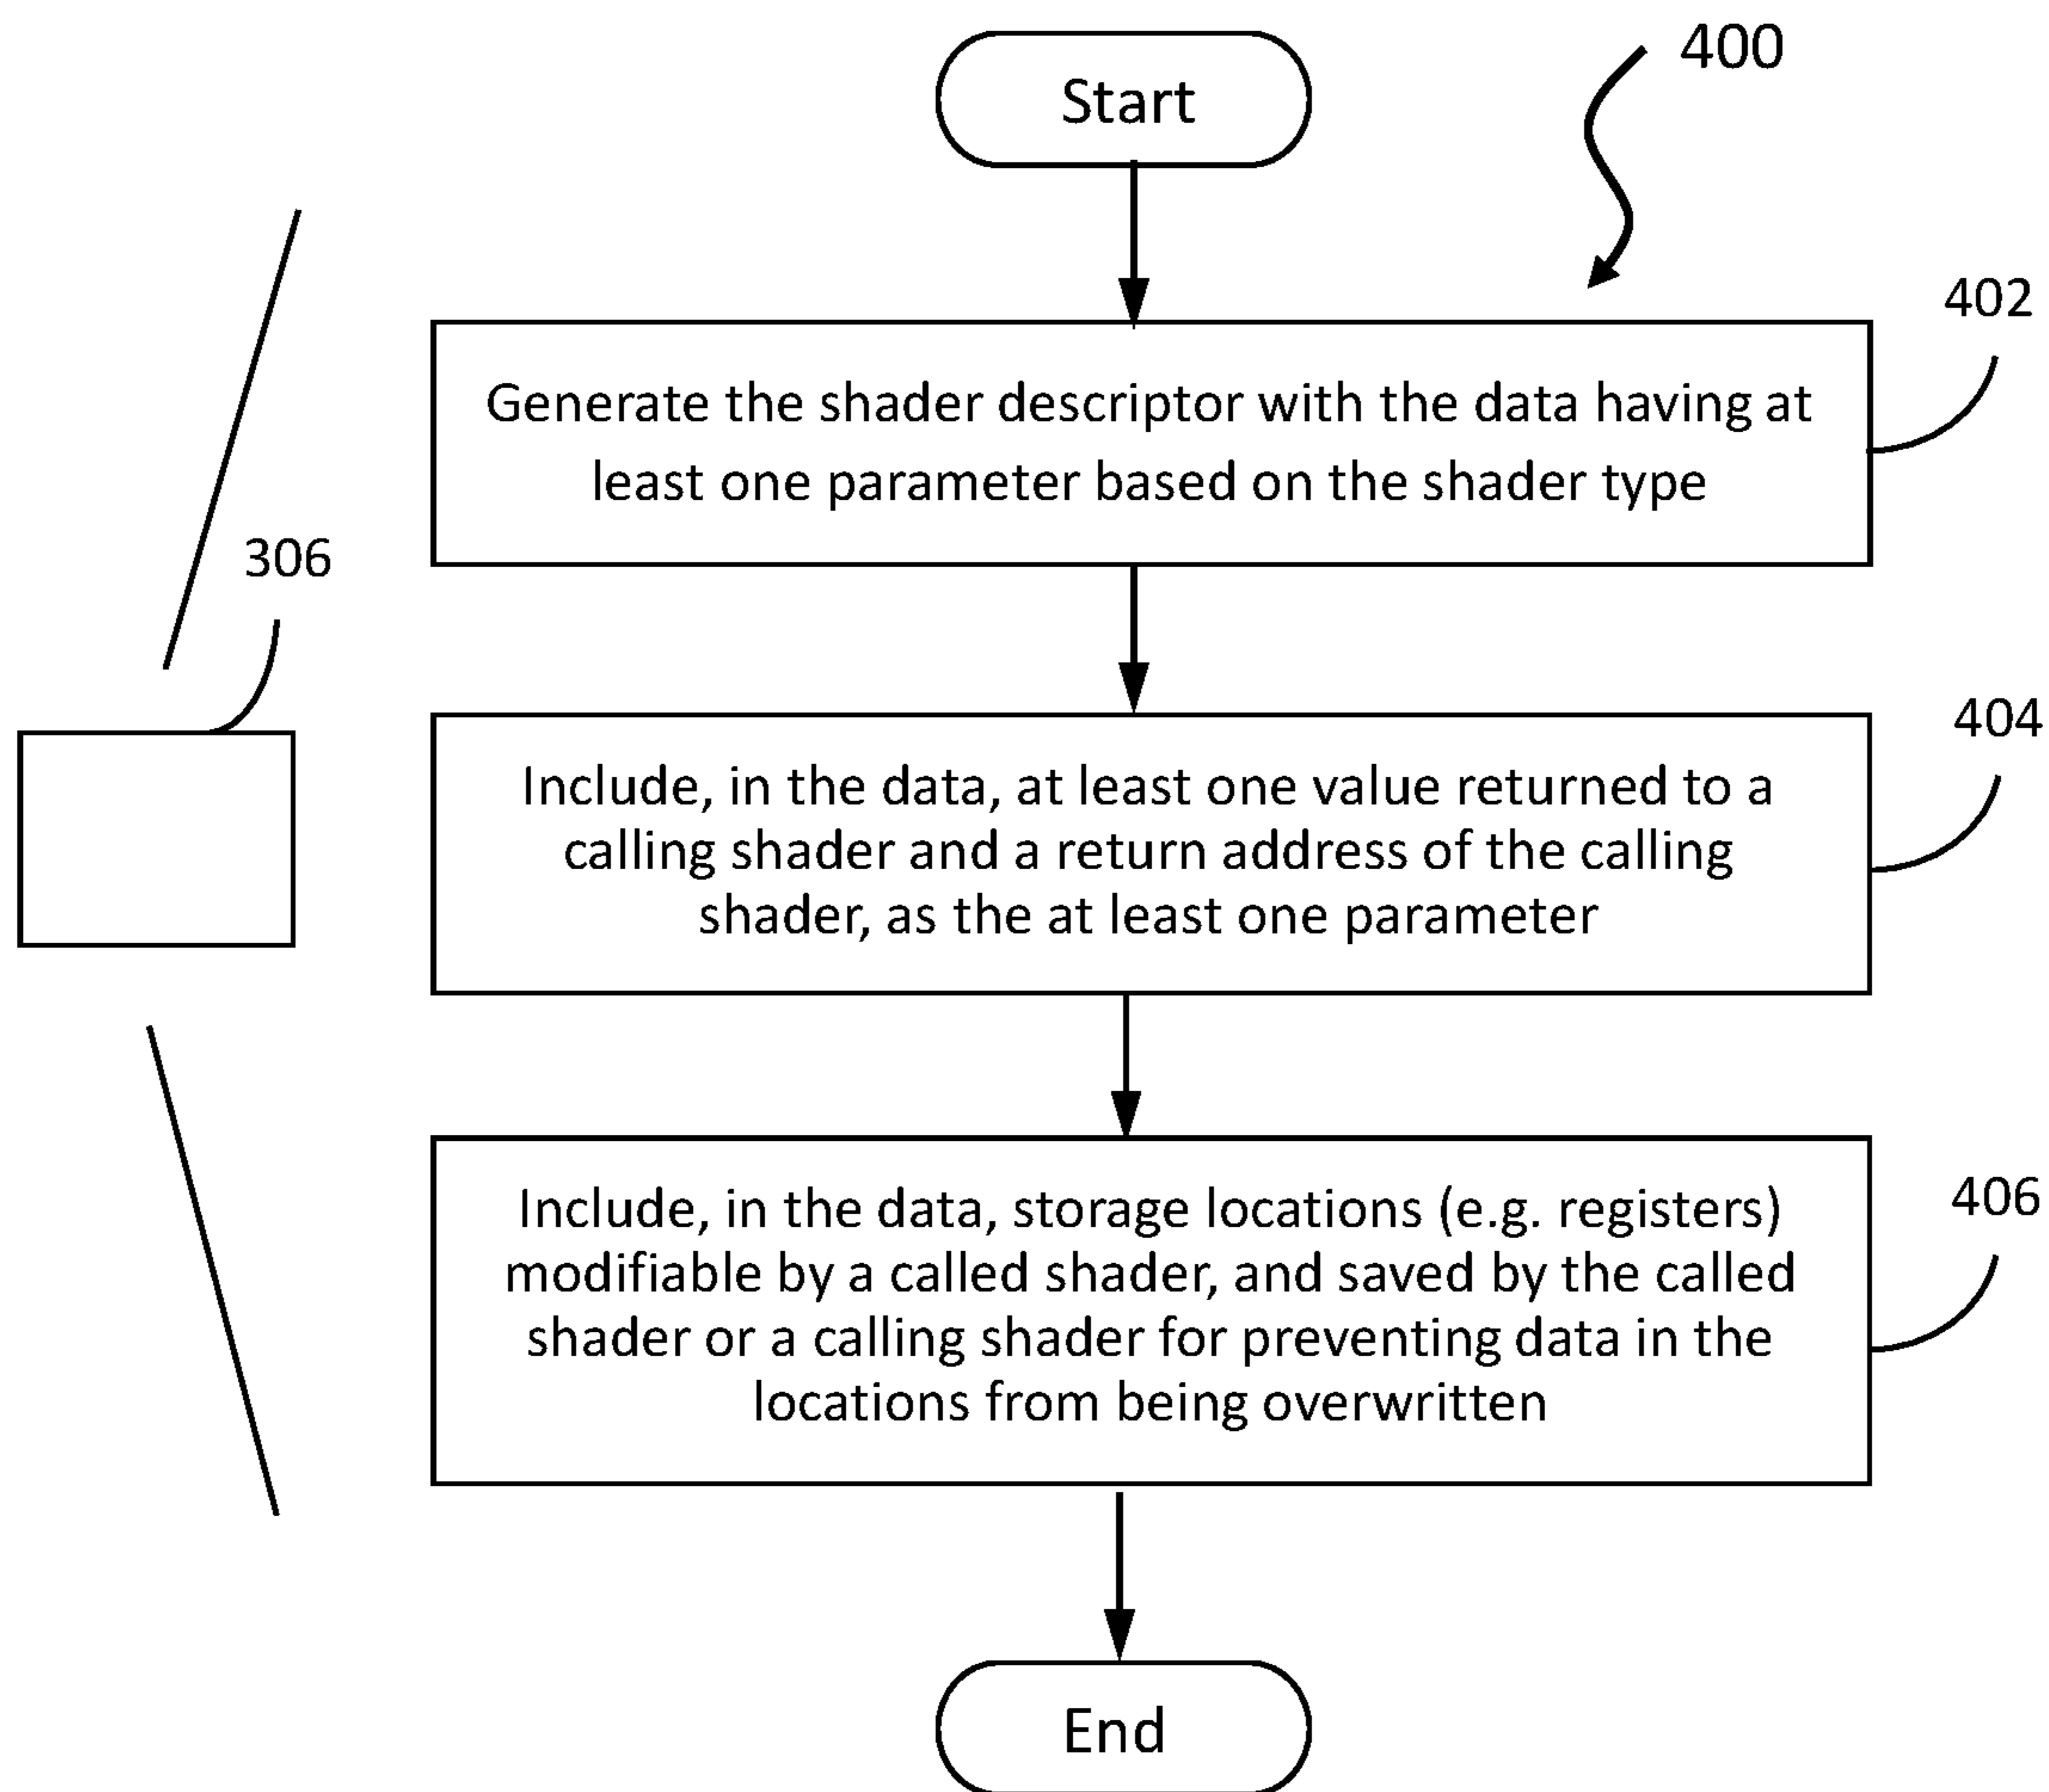 Start
400
402
Generate the shader descriptor with the data having at
least one parameter based on the shader type
306
404
Include, in the data, at least one value returned to a
calling shader and a return address of the calling
shader, as the at least one parameter
406
Include, in the data, storage locations (e.g. registers)
modifiable by a called shader, and saved by the called
shader or a calling shader for preventing data in the
locations from being overwritten
End